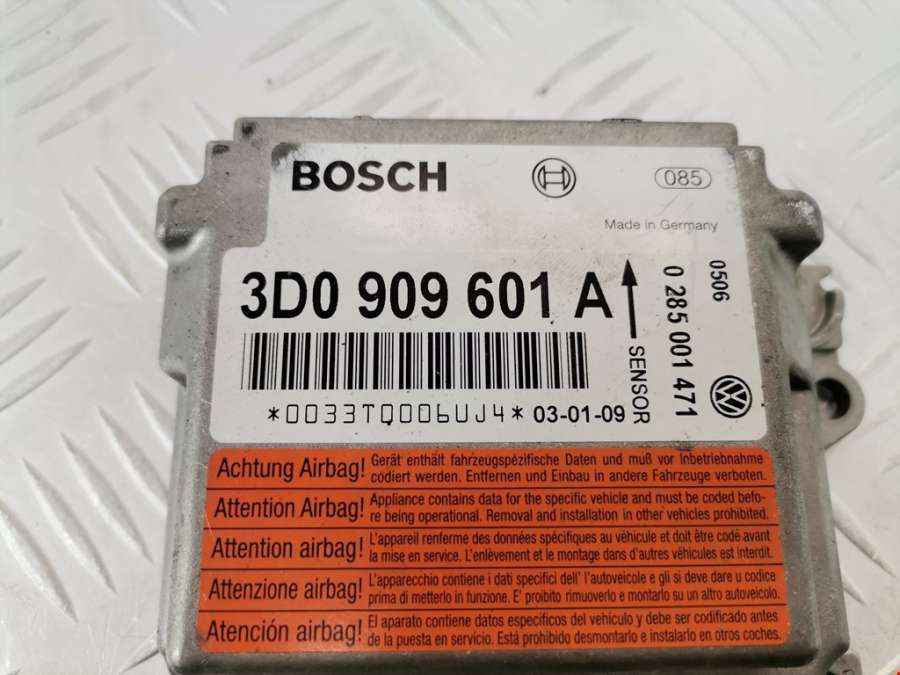 BOSCH
085
Made in Germany
3D0 909 601 A
SENSOR
0 285 001 471
0506
*0033TQ006UJ4* 03-01-09
Achtung Airbag! Gerät enthält fahrzeugspézifische Daten und muß vor Inbetriebnahme
codiert werden. Entfernen und Einbau in andere Fahrzeuge verboten.
Attention Airbag! Appliance contains data for the specific vehicle and must be coded befo-
re being operational. Removal and installation in other vehicles prohibited.
Attention airbag! L'appareil renferme des données spécifiques au véhicule et doit être codé avant
la mise en service. L'enlèvement et le montage dans d'autres véhicules est interdit.
Attenzione airbag! L'apparecchio contiene i dati specifici dell' l'autoveicolo e gli si deve dare u codice
prima di metterlo in funzione. E' proibito rimuoverlo e montarlo su un altro autoveicolo.
Atención airbag! El aparato contiene datos específicos del vehículo y debe ser codificado antes
de la puesta en servicio. Está prohibido desmontarlo e instalarlo en otro coches.